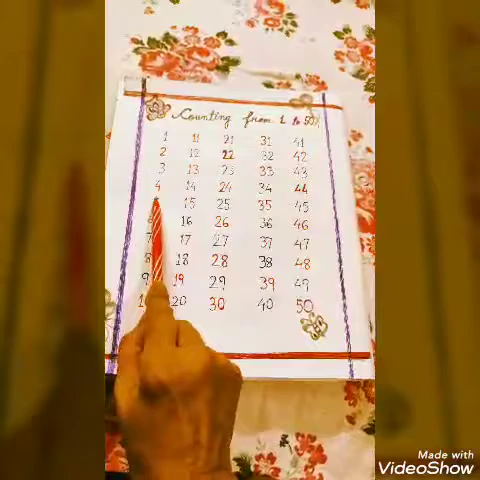 Counting from 1 to 50
1 11 21 31 41
2 12 22 32 42
3 13 23 33 43
4 14 24 34 44
15 25 35 45
6 16 26 36 46
7 17 27 37 47
8 18 28 38 48
9 19 29 39 49
20 30 40 50
Made with
VideoShow